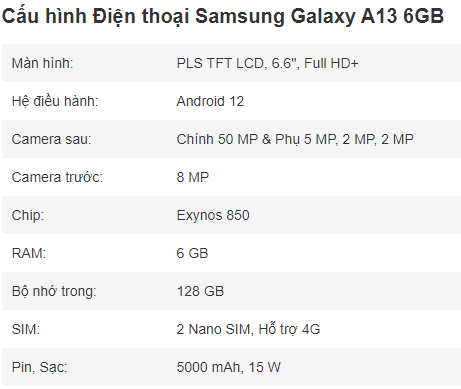 Cấu hình Điện thoại Samsung Galaxy A13 6GB
Màn hình: PLS TFT LCD, 6.6", Full HD+
Hệ điều hành: Android 12
Camera sau: Chính 50 MP & Phụ 5 MP, 2 MP, 2 MP
Camera trước: 8 MP
Chip: Exynos 850
RAM: 6 GB
Bộ nhớ trong: 128 GB
SIM: 2 Nano SIM, Hỗ trợ 4G
Pin, Sạc: 5000 mAh, 15 W